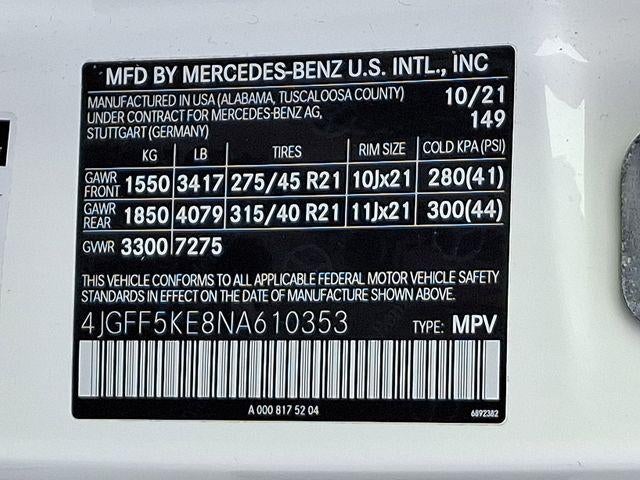 MFD BY MERCEDES-BENZ U.S. INTL., INC
MANUFACTURED IN USA (ALABAMA, TUSCALOOSA COUNTY) 10/21
UNDER CONTRACT FOR MERCEDES-BENZ AG, 149
STUTTGART (GERMANY)
KG LB TIRES RIM SIZE COLD KPA (PSI)
GAWR FRONT 1550 3417 275/45 R21 10Jx21 280(41)
GAWR REAR 1850 4079 315/40 R21 11Jx21 300(44)
GVWR 3300 7275
THIS VEHICLE CONFORMS TO ALL APPLICABLE FEDERAL MOTOR VEHICLE SAFETY
STANDARDS IN EFFECT ON THE DATE OF MANUFACTURE SHOWN ABOVE.
4JGFF5KE8NA610353 TYPE: MPV
A 000 817 52 04 6892382